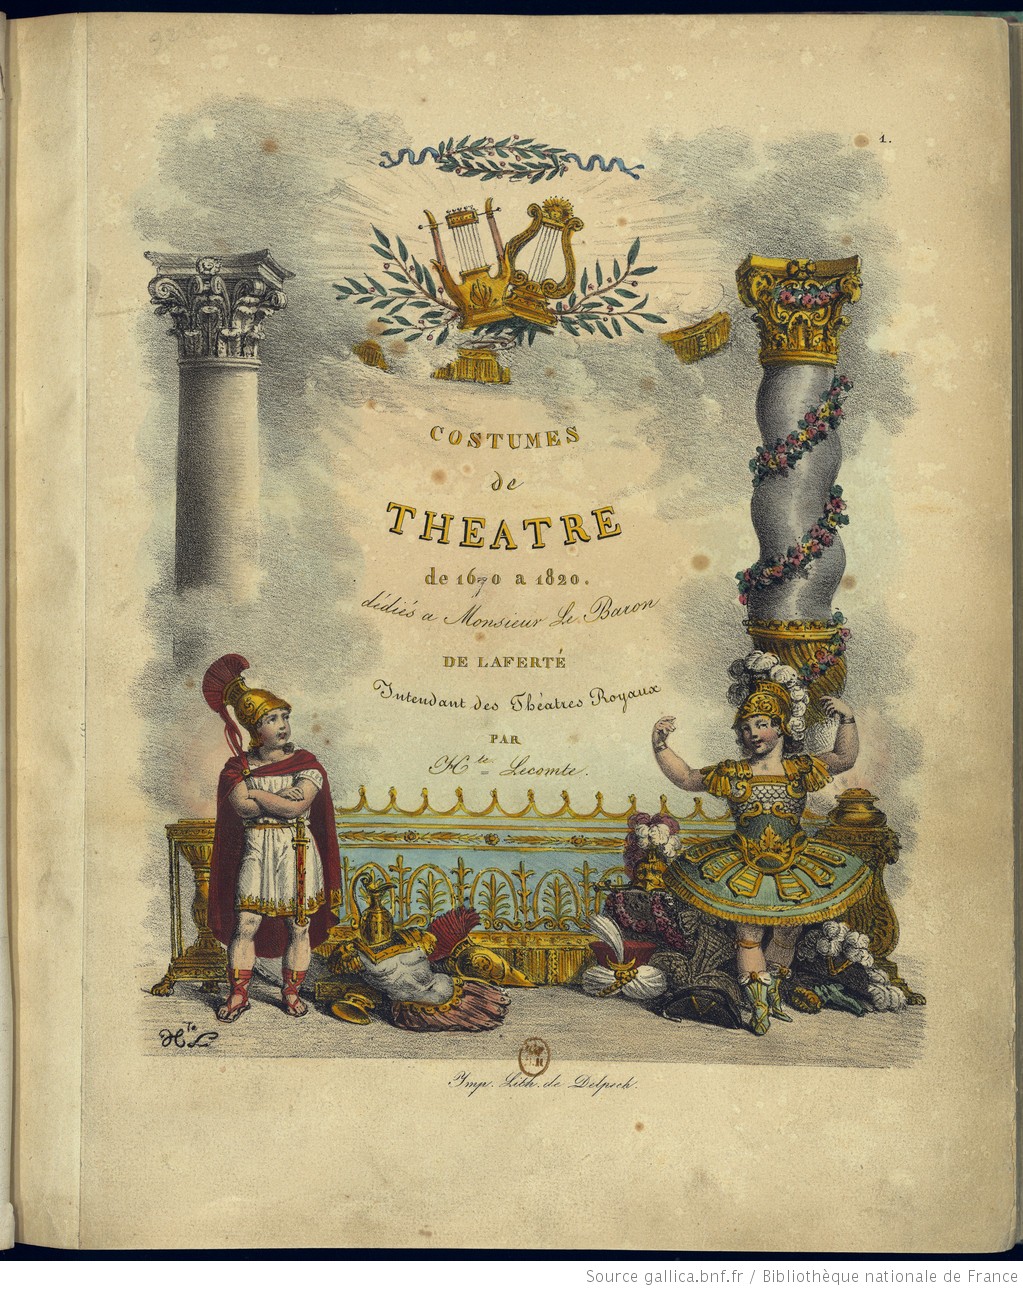 1.
COSTUMES
de
THEATRE
de 1670 a 1820.
dédiés a Monsieur Le Baron
DE LAFERTÉ
Intendant des Théatres Royaux
PAR
Hte Lecomte.
HteL
Imp. Lith. de Delpech.
Source gallica.bnf.fr / Bibliothèque nationale de France